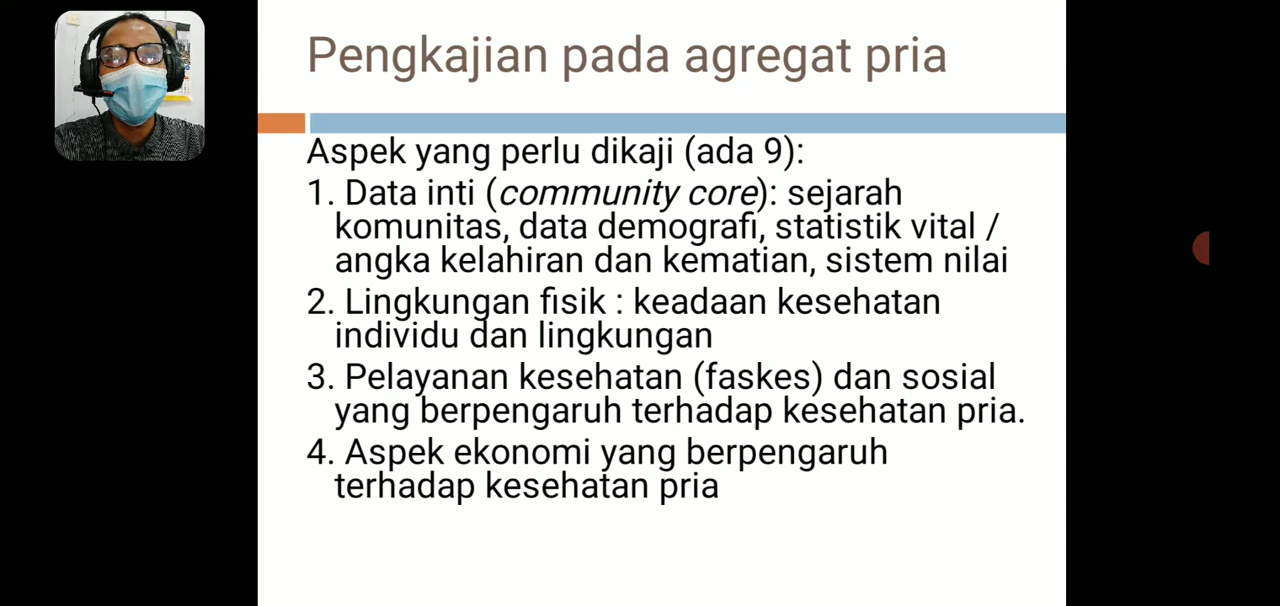 Pengkajian pada agregat pria
Aspek yang perlu dikaji (ada 9):
1. Data inti (community core): sejarah
komunitas, data demografi, statistik vital /
angka kelahiran dan kematian, sistem nilai
2. Lingkungan fisik : keadaan kesehatan
individu dan lingkungan
3. Pelayanan kesehatan (faskes) dan sosial
yang berpengaruh terhadap kesehatan pria.
4. Aspek ekonomi yang berpengaruh
terhadap kesehatan pria